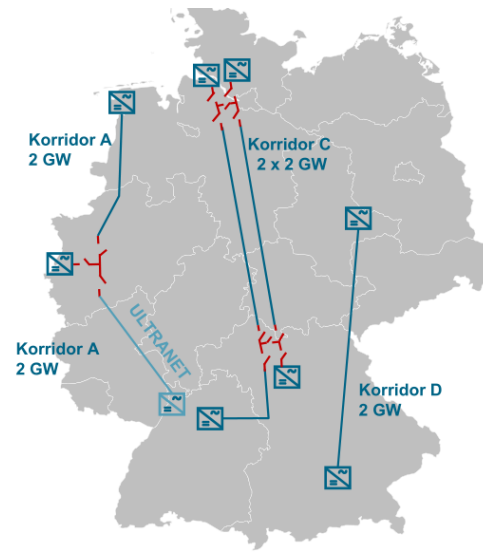 Korridor A
2 GW
Korridor C
2 x 2 GW
ULTRANET
Korridor A
2 GW
Korridor D
2 GW